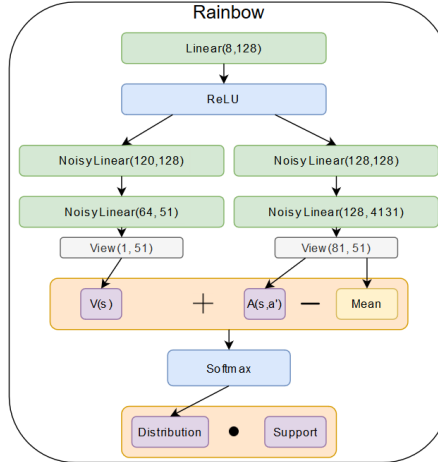 Rainbow
Linear(8,128)
ReLU
NoisyLinear(120,128) NoisyLinear(128,128)
NoisyLinear(64, 51) NoisyLinear(128, 4131)
View(1, 51) View(81, 51)
V(s) + A(s,a') − Mean
Softmax
Distribution • Support